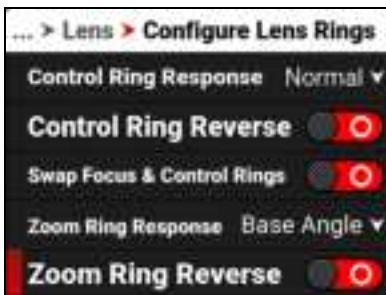 ... > Lens > Configure Lens Rings
Control Ring Response Normal
Control Ring Reverse
Swap Focus & Control Rings
Zoom Ring Response Base Angle
Zoom Ring Reverse